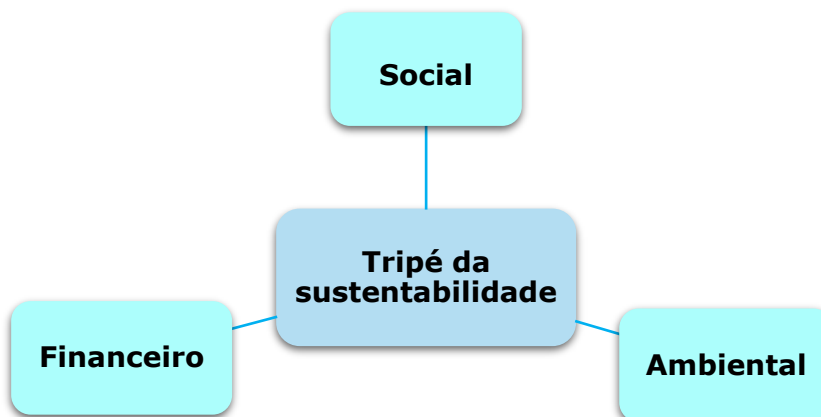 Social
Tripé da
sustentabilidade
Financeiro
Ambiental